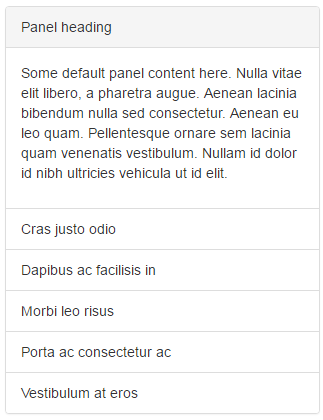 Panel heading
Some default panel content here. Nulla vitae
elit libero, a pharetra augue. Aenean lacinia
bibendum nulla sed consectetur. Aenean eu
leo quam. Pellentesque ornare sem lacinia
quam venenatis vestibulum. Nullam id dolor
id nibh ultricies vehicula ut id elit.
Cras justo odio
Dapibus ac facilisis in
Morbi leo risus
Porta ac consectetur ac
Vestibulum at eros